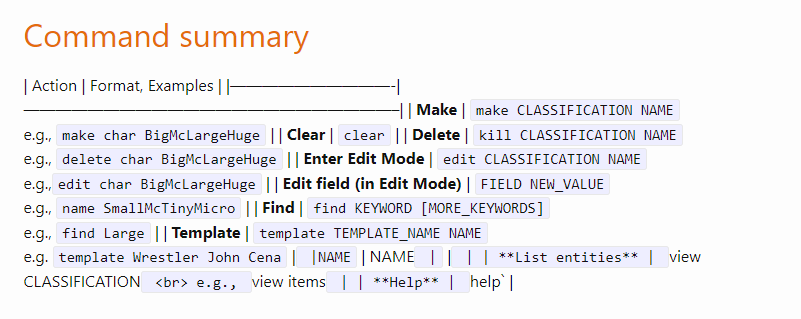 Command summary
| Action | Format, Examples | |———————————-|
—————————————————————————| | Make | make CLASSIFICATION NAME
e.g., make char BigMcLargeHuge | | Clear | clear | | Delete | kill CLASSIFICATION NAME
e.g., delete char BigMcLargeHuge | | Enter Edit Mode | edit CLASSIFICATION NAME
e.g., edit char BigMcLargeHuge | | Edit field (in Edit Mode) | FIELD NEW_VALUE
e.g., name SmallMcTinyMicro | | Find | find KEYWORD [MORE_KEYWORDS]
e.g., find Large | | Template | template TEMPLATE_NAME NAME
e.g. template Wrestler John Cena | |NAME | NAME | | | | **List entities** | view
CLASSIFICATION <br> e.g., view items | | **Help** | help` |